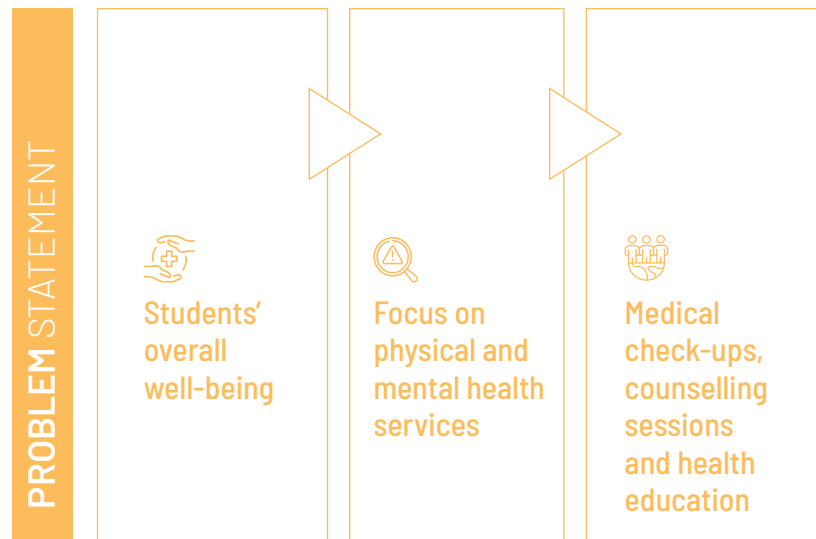 PROBLEM STATEMENT
Students’
overall
well-being
Focus on
physical and
mental health
services
Medical
check-ups,
counselling
sessions
and health
education